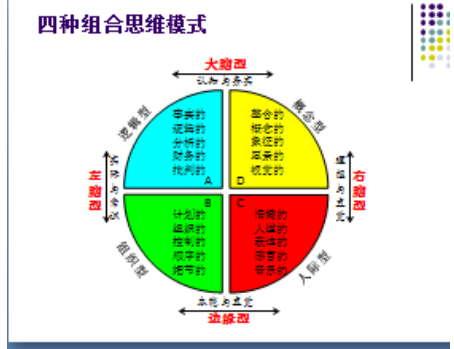 四种组合思维模式
大脑型
认知与务实
逻辑型
事实的
逻辑的
分析的
财务的
批判的
A
概念型
整合的
概念的
象征的
远景的
视觉的
D
左脑型
右脑型
B
计划的
组织的
控制的
顺序的
细节的
组织型
C
情绪的
人道的
表达的
感官的
音乐的
人际型
本能与直觉
边缘型